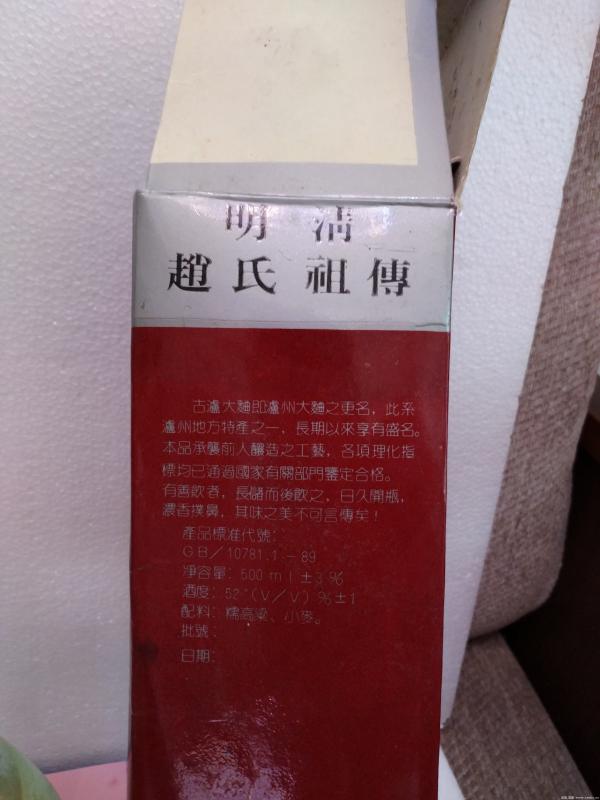 明 清
趙氏祖傳
古瀘大麯即瀘州大麯之更名，此系
瀘州地方特產之一，長期以來享有盛名。
本品承襲前人釀造之工藝，各項理化指
標均已通過國家有關部門鑒定合格。
有善飲者，長儲而後飲之，日久開瓶，
濃香撲鼻，其味之美不可言傳矣！
產品標准代號：
GB／10781.1－89
凈容量：500ml±3％
酒度：52°（V／V）％±1
配料：糯高粱、小麥。
批號：
日期：